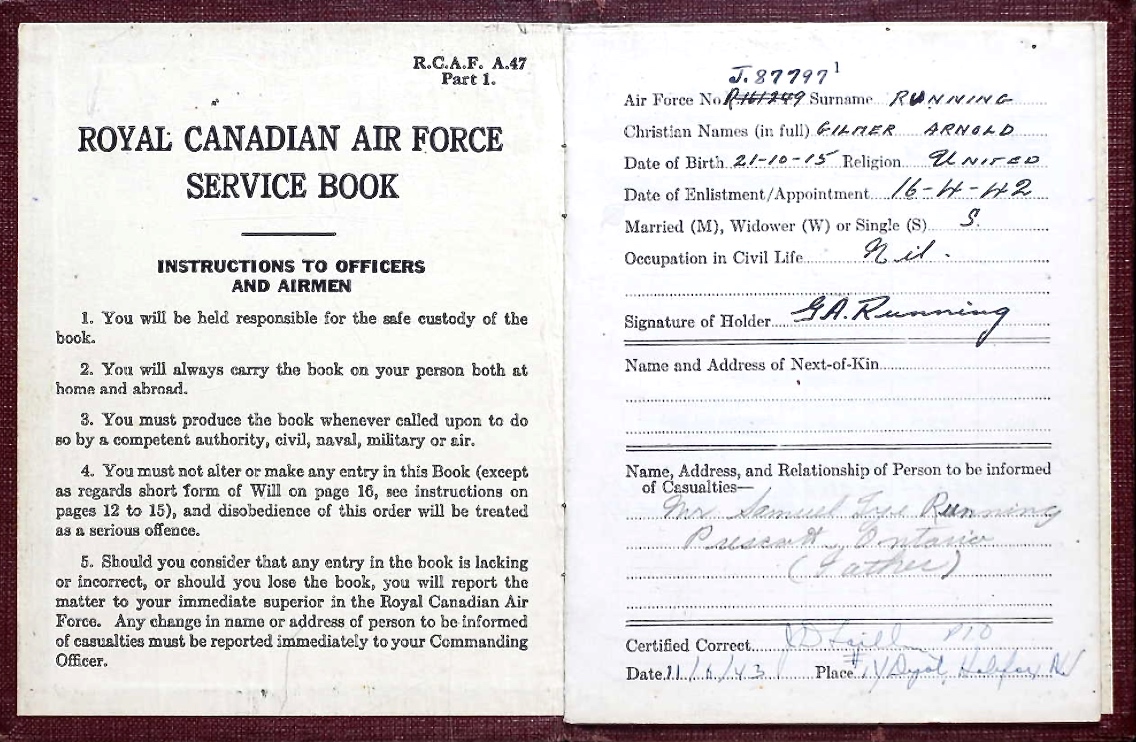 R.C.A.F. A.47
Part 1.
ROYAL CANADIAN AIR FORCE
SERVICE BOOK
INSTRUCTIONS TO OFFICERS
AND AIRMEN
1. You will be held responsible for the safe custody of the
book.
2. You will always carry the book on your person both at
home and abroad.
3. You must produce the book whenever called upon to do
so by a competent authority, civil, naval, military or air.
4. You must not alter or make any entry in this Book (except
as regards short form of Will on page 16, see instructions on
pages 12 to 15), and disobedience of this order will be treated
as a serious offence.
5. Should you consider that any entry in the book is lacking
or incorrect, or should you lose the book, you will report the
matter to your immediate superior in the Royal Canadian Air
Force. Any change in name or address of person to be informed
of casualties must be reported immediately to your Commanding
Officer.
1
J.87797
Air Force No R161249 Surname RUNNING
Christian Names (in full) GILMER ARNOLD
Date of Birth 21-10-15 Religion UNITED
Date of Enlistment/Appointment 16-4-42
Married (M), Widower (W) or Single (S) S.
Occupation in Civil Life Nil.
Signature of Holder G.A. Running
Name and Address of Next-of-Kin
Name, Address, and Relationship of Person to be informed
of Casualties—
Mr Samuel Running
Prescott, Ontario
(Father)
Certified Correct
Date 11/6/43 Place Halifax NS